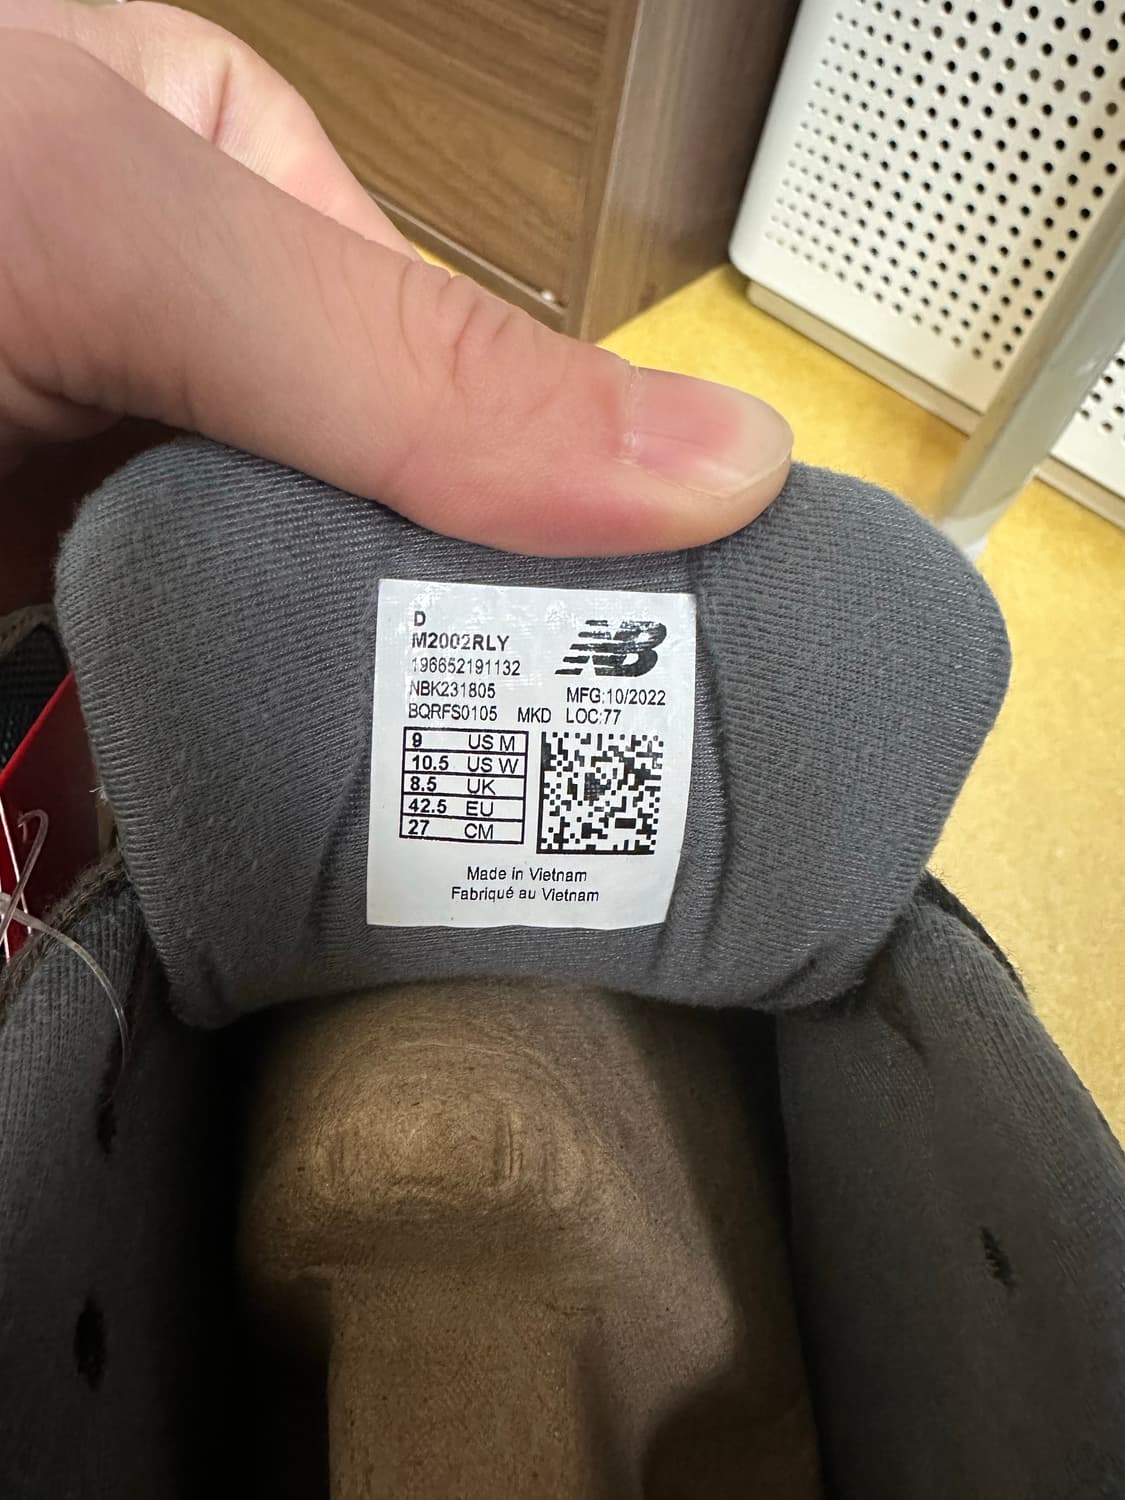 D
M2002RLY
196652191132
NBK231805 MFG:10/2022
BQRFS0105 MKD LOC:77
NB
9 US M
10.5 US W
8.5 UK
42.5 EU
27 CM
Made in Vietnam
Fabriqué au Vietnam